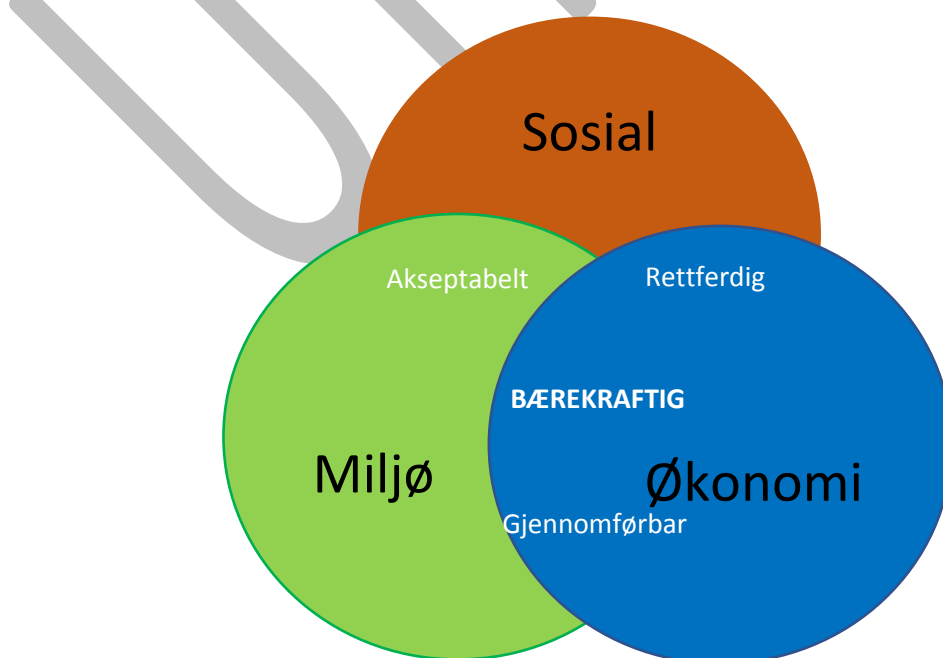 Sosial
Akseptabelt
Rettferdig
BÆREKRAFTIG
Miljø
Økonomi
Gjennomførbar